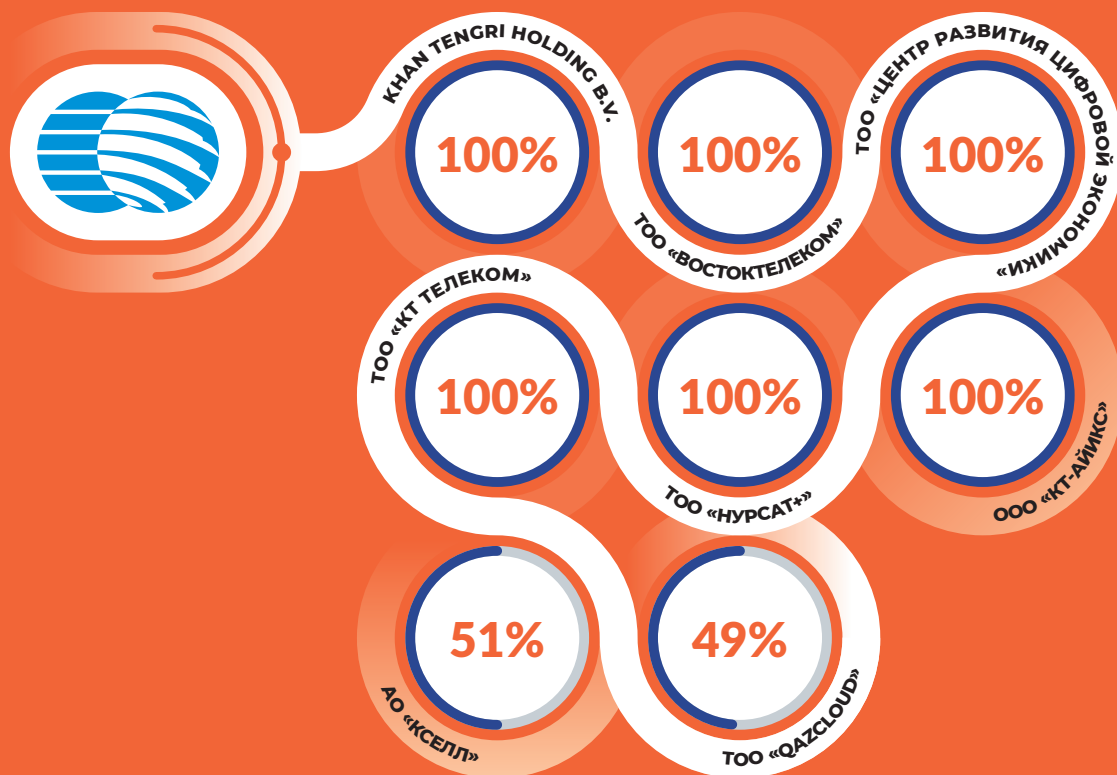 KHAN TENGRI HOLDING B.V.
100%
ТОО «ВОСТОКТЕЛЕКОМ»
100%
ТОО «ЦЕНТР РАЗВИТИЯ ЦИФРОВОЙ ЭКОНОМИКИ»
100%
ТОО «КТ ТЕЛЕКОМ»
100%
ТОО «НУРСАТ+»
100%
ООО «КТ-АЙИКС»
100%
АО «КСЕЛЛ»
51%
ТОО «QAZCLOUD»
49%